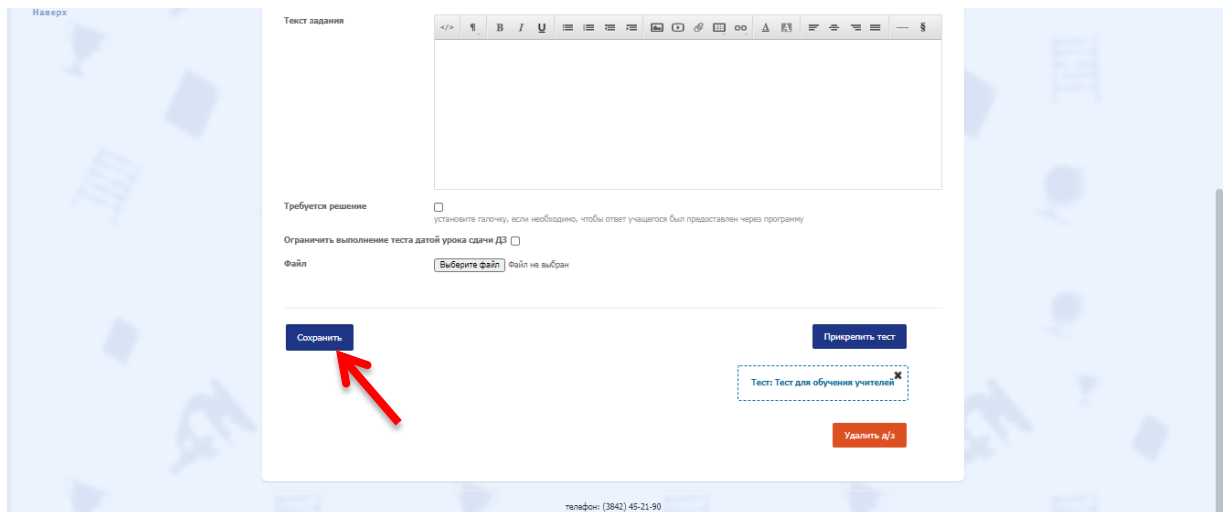 Наверх
Текст задания
</> ¶ B I U A A — §
Требуется решение
установите галочку, если необходимо, чтобы ответ учащегося был предоставлен через программу
Ограничить выполнение теста датой урока сдачи ДЗ
Файл Выберите файл Файл не выбран
Сохранить Прикрепить тест
Тест: Тест для обучения учителей ✖
Удалить д/з
телефон: (3842) 45-21-90